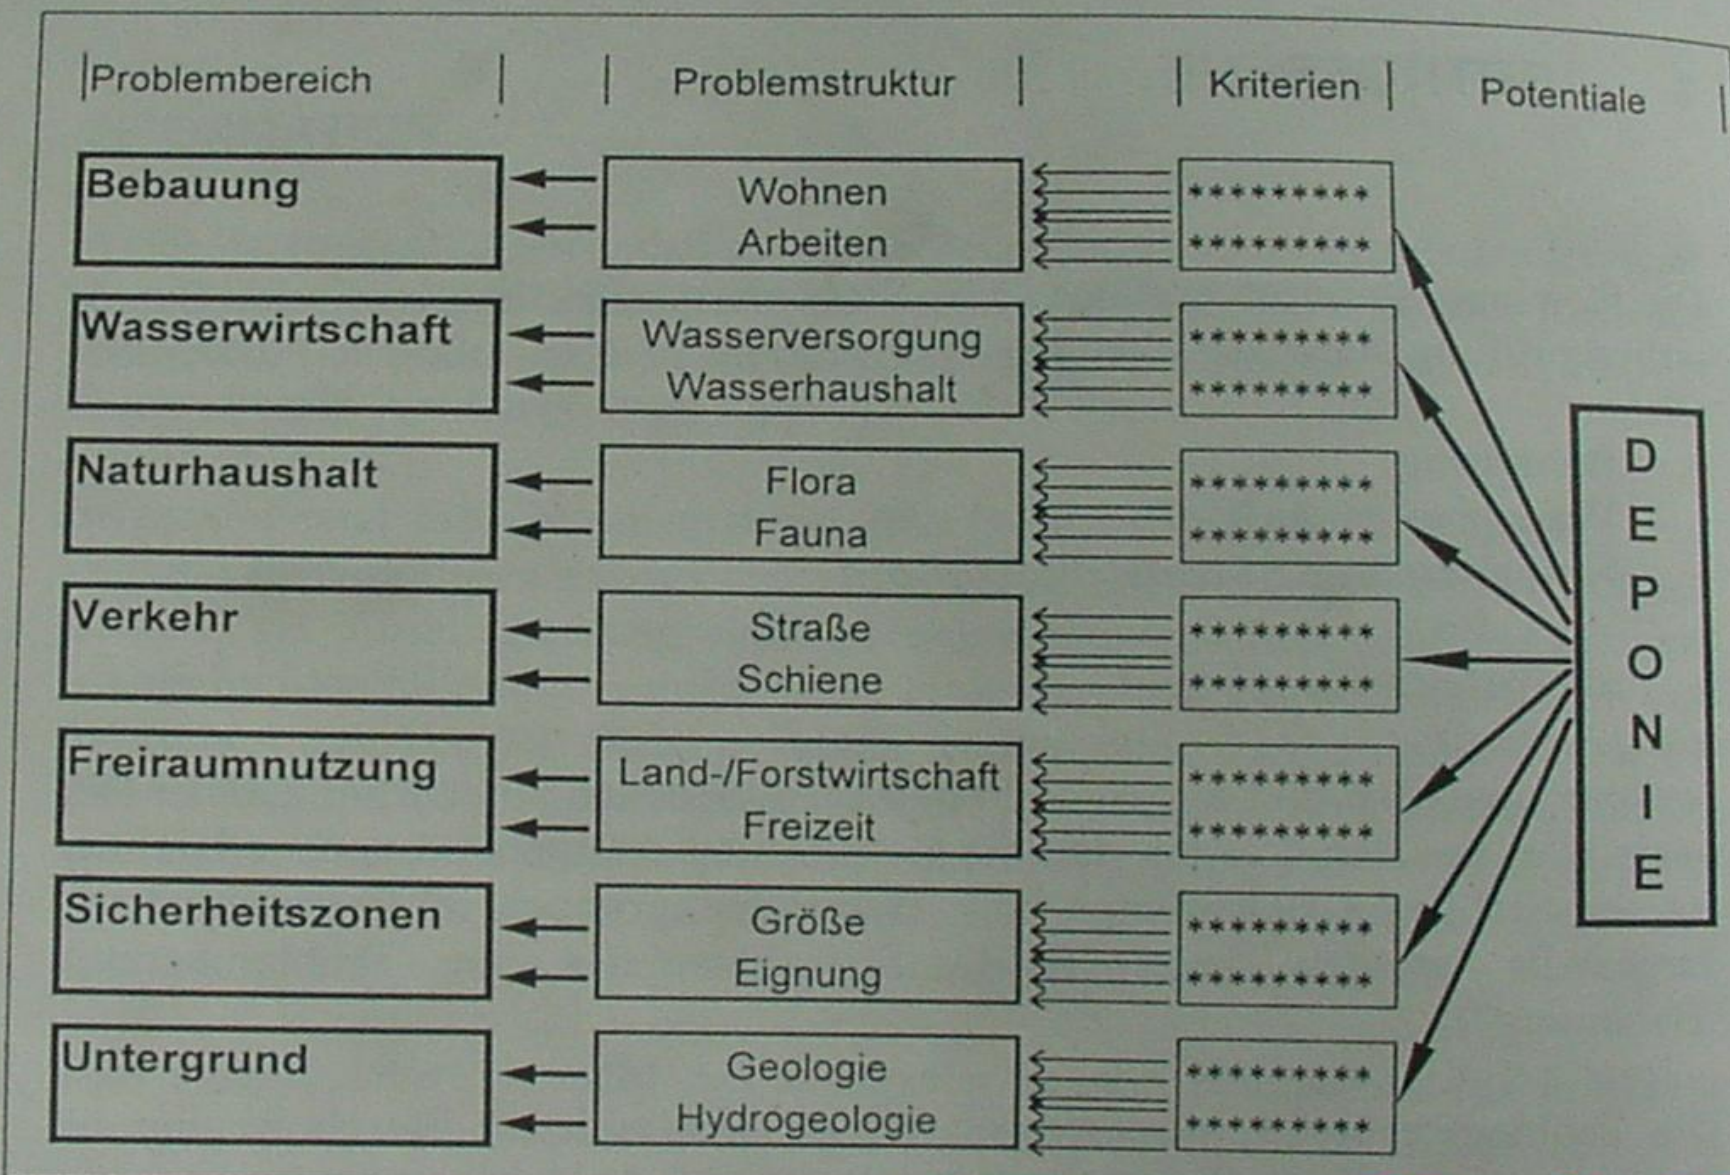 Problembereich Problemstruktur Kriterien Potentiale
Bebauung
Wohnen
Arbeiten
*********
*********
Wasserwirtschaft
Wasserversorgung
Wasserhaushalt
*********
*********
Naturhaushalt
Flora
Fauna
*********
*********
Verkehr
Straße
Schiene
*********
*********
Freiraumnutzung
Land-/Forstwirtschaft
Freizeit
*********
*********
Sicherheitszonen
Größe
Eignung
*********
*********
Untergrund
Geologie
Hydrogeologie
*********
*********
DEPONIE